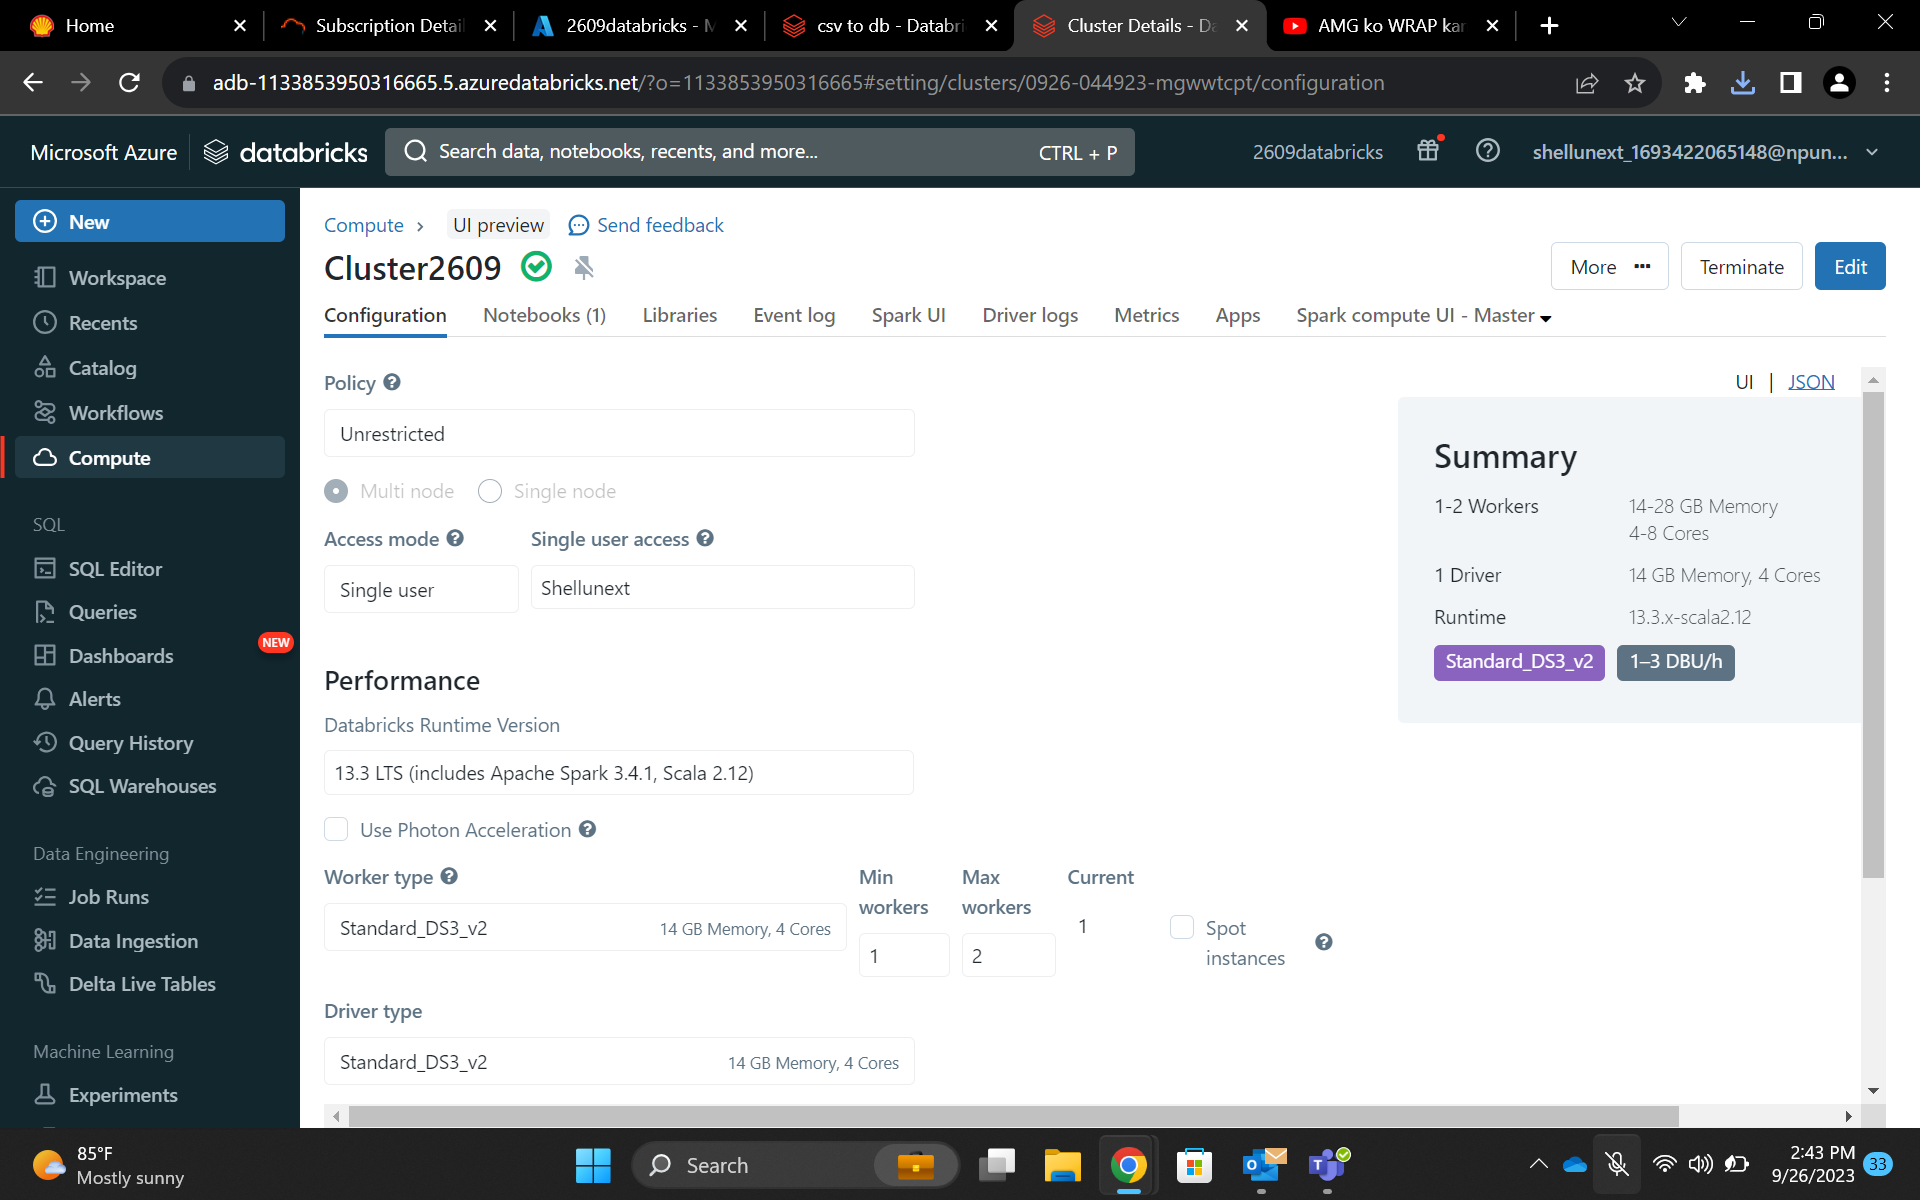 Home
Subscription Detail
2609databricks - M
csv to db - Databri
Cluster Details - Da
AMG ko WRAP kar
adb-1133853950316665.5.azuredatabricks.net/?o=1133853950316665#setting/clusters/0926-044923-mgwwtcpt/configuration
Microsoft Azure
databricks
Search data, notebooks, recents, and more...
CTRL + P
2609databricks
shellunext_1693422065148@npun...
New
Workspace
Recents
Catalog
Workflows
Compute
SQL
SQL Editor
Queries
Dashboards
NEW
Alerts
Query History
SQL Warehouses
Data Engineering
Job Runs
Data Ingestion
Delta Live Tables
Machine Learning
Experiments
Compute
UI preview
Send feedback
Cluster2609
More
Terminate
Edit
Configuration
Notebooks (1)
Libraries
Event log
Spark UI
Driver logs
Metrics
Apps
Spark compute UI - Master
UI | JSON
Policy
Unrestricted
Multi node
Single node
Access mode
Single user access
Single user
Shellunext
Performance
Databricks Runtime Version
13.3 LTS (includes Apache Spark 3.4.1, Scala 2.12)
Use Photon Acceleration
Worker type
Min workers
Max workers
Current
Standard_DS3_v2
14 GB Memory, 4 Cores
1
2
1
Spot instances
Driver type
Standard_DS3_v2
14 GB Memory, 4 Cores
Summary
1-2 Workers
14-28 GB Memory
4-8 Cores
1 Driver
14 GB Memory, 4 Cores
Runtime
13.3.x-scala2.12
Standard_DS3_v2
1–3 DBU/h
85°F
Mostly sunny
Search
2:43 PM
9/26/2023
33